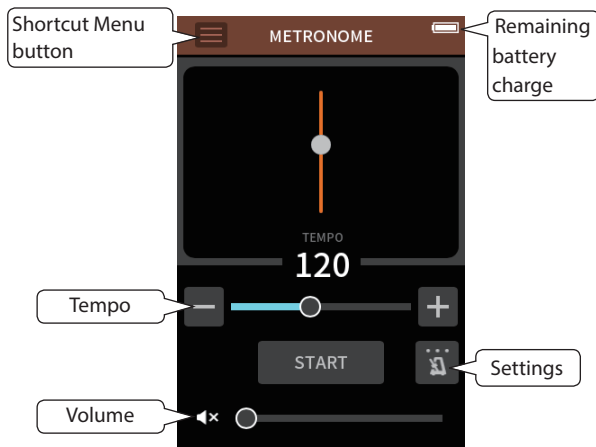 Shortcut Menu
button
METRONOME
Remaining
battery
charge
TEMPO
120
Tempo
START
Settings
Volume